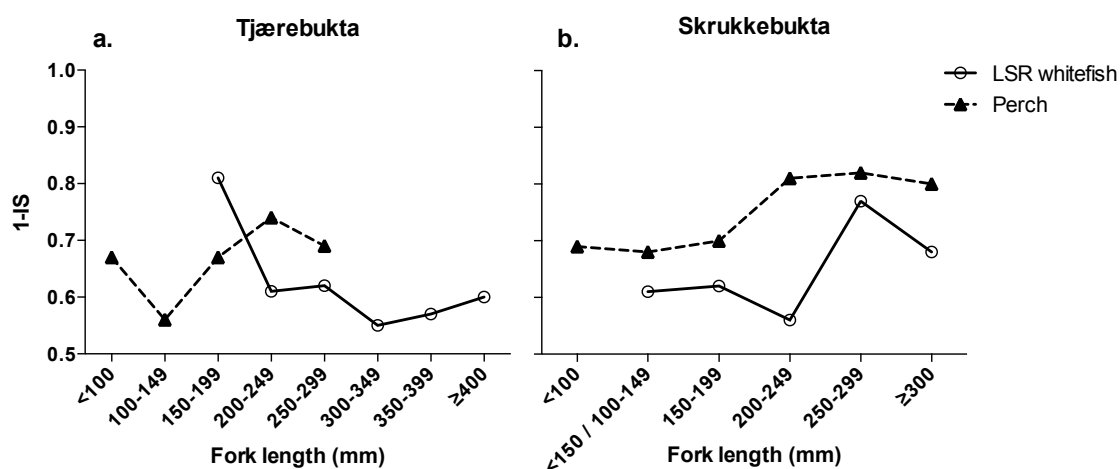 a.
Tjærebukta
1.0
0.9
0.8
0.7
0.6
0.5
1-IS
<100
100-149
150-199
200-249
250-299
300-349
350-399
≥400
Fork length (mm)
b.
Skrukkebukta
<100
<150 / 100-149
150-199
200-249
250-299
≥300
Fork length (mm)
LSR whitefish
Perch